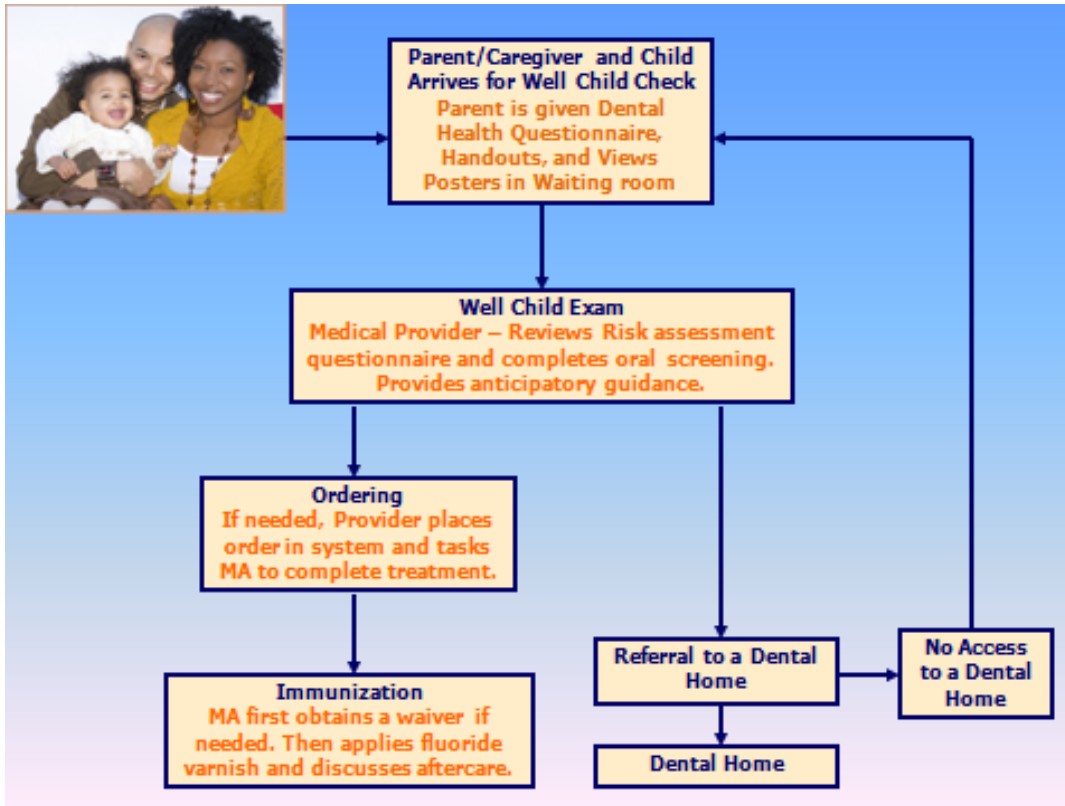 Parent/Caregiver and Child
Arrives for Well Child Check
Parent is given Dental
Health Questionnaire,
Handouts, and Views
Posters in Waiting room
Well Child Exam
Medical Provider – Reviews Risk assessment
questionnaire and completes oral screening.
Provides anticipatory guidance.
Ordering
If needed, Provider places
order in system and tasks
MA to complete treatment.
Immunization
MA first obtains a waiver if
needed. Then applies fluoride
varnish and discusses aftercare.
Referral to a Dental
Home
No Access
to a Dental
Home
Dental Home